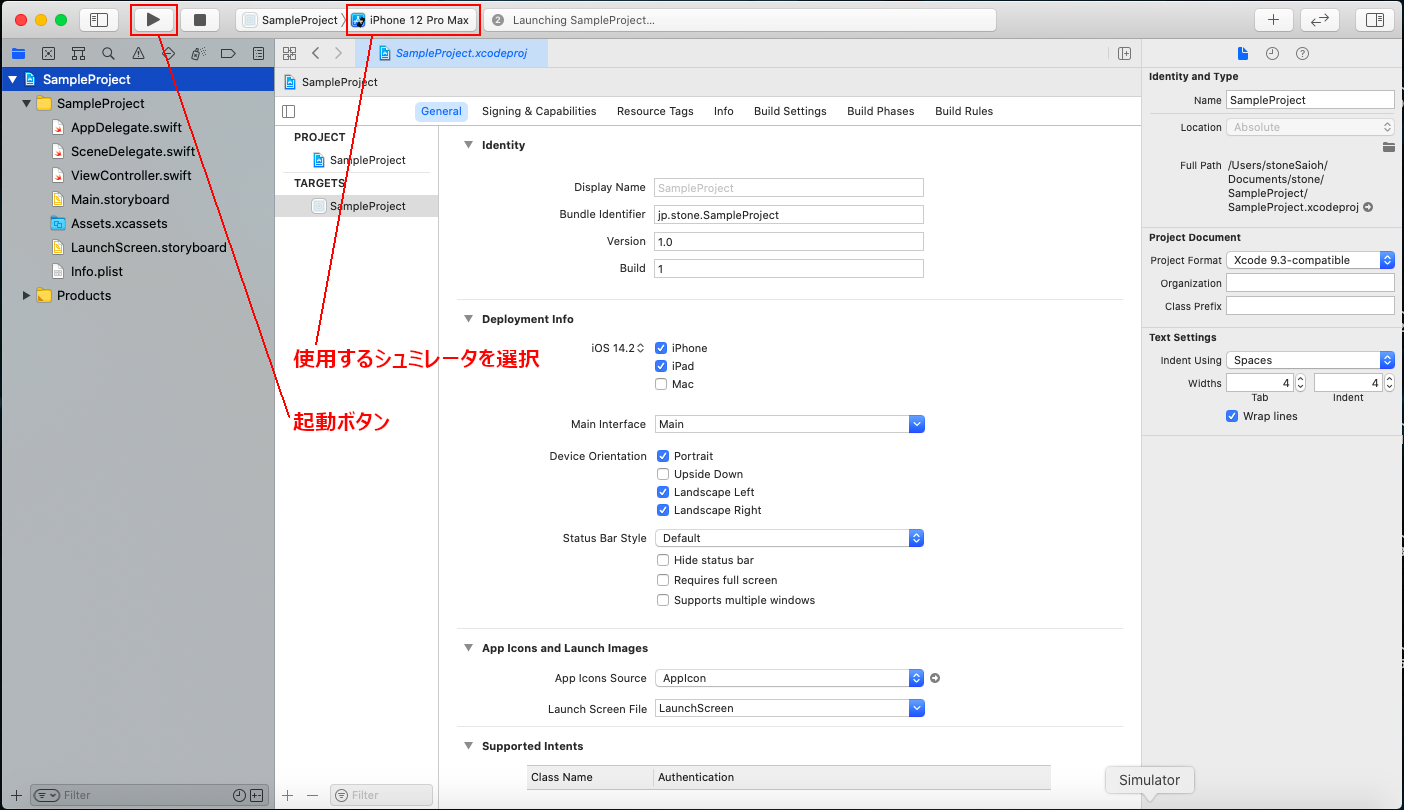 SampleProject
iPhone 12 Pro Max
2 Launching SampleProject...
SampleProject.xcodeproj
SampleProject
SampleProject
AppDelegate.swift
SceneDelegate.swift
ViewController.swift
Main.storyboard
Assets.xcassets
LaunchScreen.storyboard
Info.plist
Products
Filter
SampleProject
General
Signing & Capabilities
Resource Tags
Info
Build Settings
Build Phases
Build Rules
PROJECT
SampleProject
TARGETS
SampleProject
Filter
Identity
Display Name SampleProject
Bundle Identifier jp.stone.SampleProject
Version 1.0
Build 1
Deployment Info
iOS 14.2 iPhone
iPad
Mac
使用するシュミレータを選択
起動ボタン
Main Interface Main
Device Orientation Portrait
Upside Down
Landscape Left
Landscape Right
Status Bar Style Default
Hide status bar
Requires full screen
Supports multiple windows
App Icons and Launch Images
App Icons Source AppIcon
Launch Screen File LaunchScreen
Supported Intents
Class Name Authentication
Identity and Type
Name SampleProject
Location Absolute
Full Path /Users/stoneSaioh/
Documents/stone/
SampleProject/
SampleProject.xcodeproj
Project Document
Project Format Xcode 9.3-compatible
Organization
Class Prefix
Text Settings
Indent Using Spaces
Widths 4 4
Tab Indent
Wrap lines
Simulator